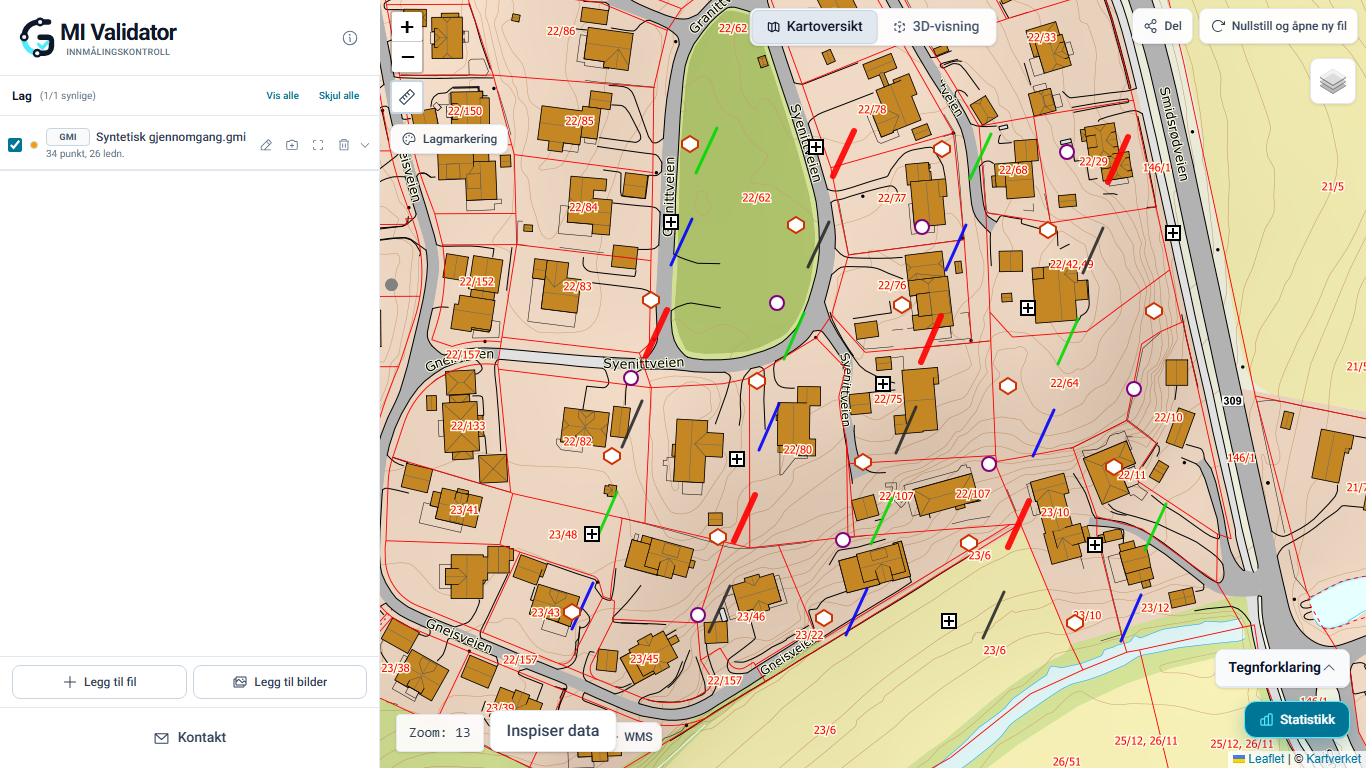 MI Validator
INNMÅLINGSKONTROLL
Lag (1/1 synlige) Vis alle Skjul alle
GMI Syntetisk gjennomgang.gmi
34 punkt, 26 ledn.
Legg til fil
Legg til bilder
Kontakt
+
−
Lagmarkering
Kartoversikt
3D-visning
Del
Nullstill og åpne ny fil
22/86
22/62
22/33
22/150
22/85
22/78
22/29
146/1
22/68
21/5
22/84
22/62
22/77
22/152
22/83
22/76
22/42,49
22/157
22/64
22/75
309
22/133
22/82
22/80
22/10
22/11
146/1
23/41
22/107
22/107
23/10
23/48
23/6
23/43
23/46
23/22
23/10
23/12
23/6
23/38
22/157
23/45
22/157
23/39
23/6
25/12, 26/11
25/12, 26/11
26/51
Syenittveien
Syenittveien
Syenittveien
Smidsrødveien
Gneisveien
Gneisveien
Zoom: 13
Inspiser data
WMS
Tegnforklaring
Statistikk
Leaflet | © Kartverket